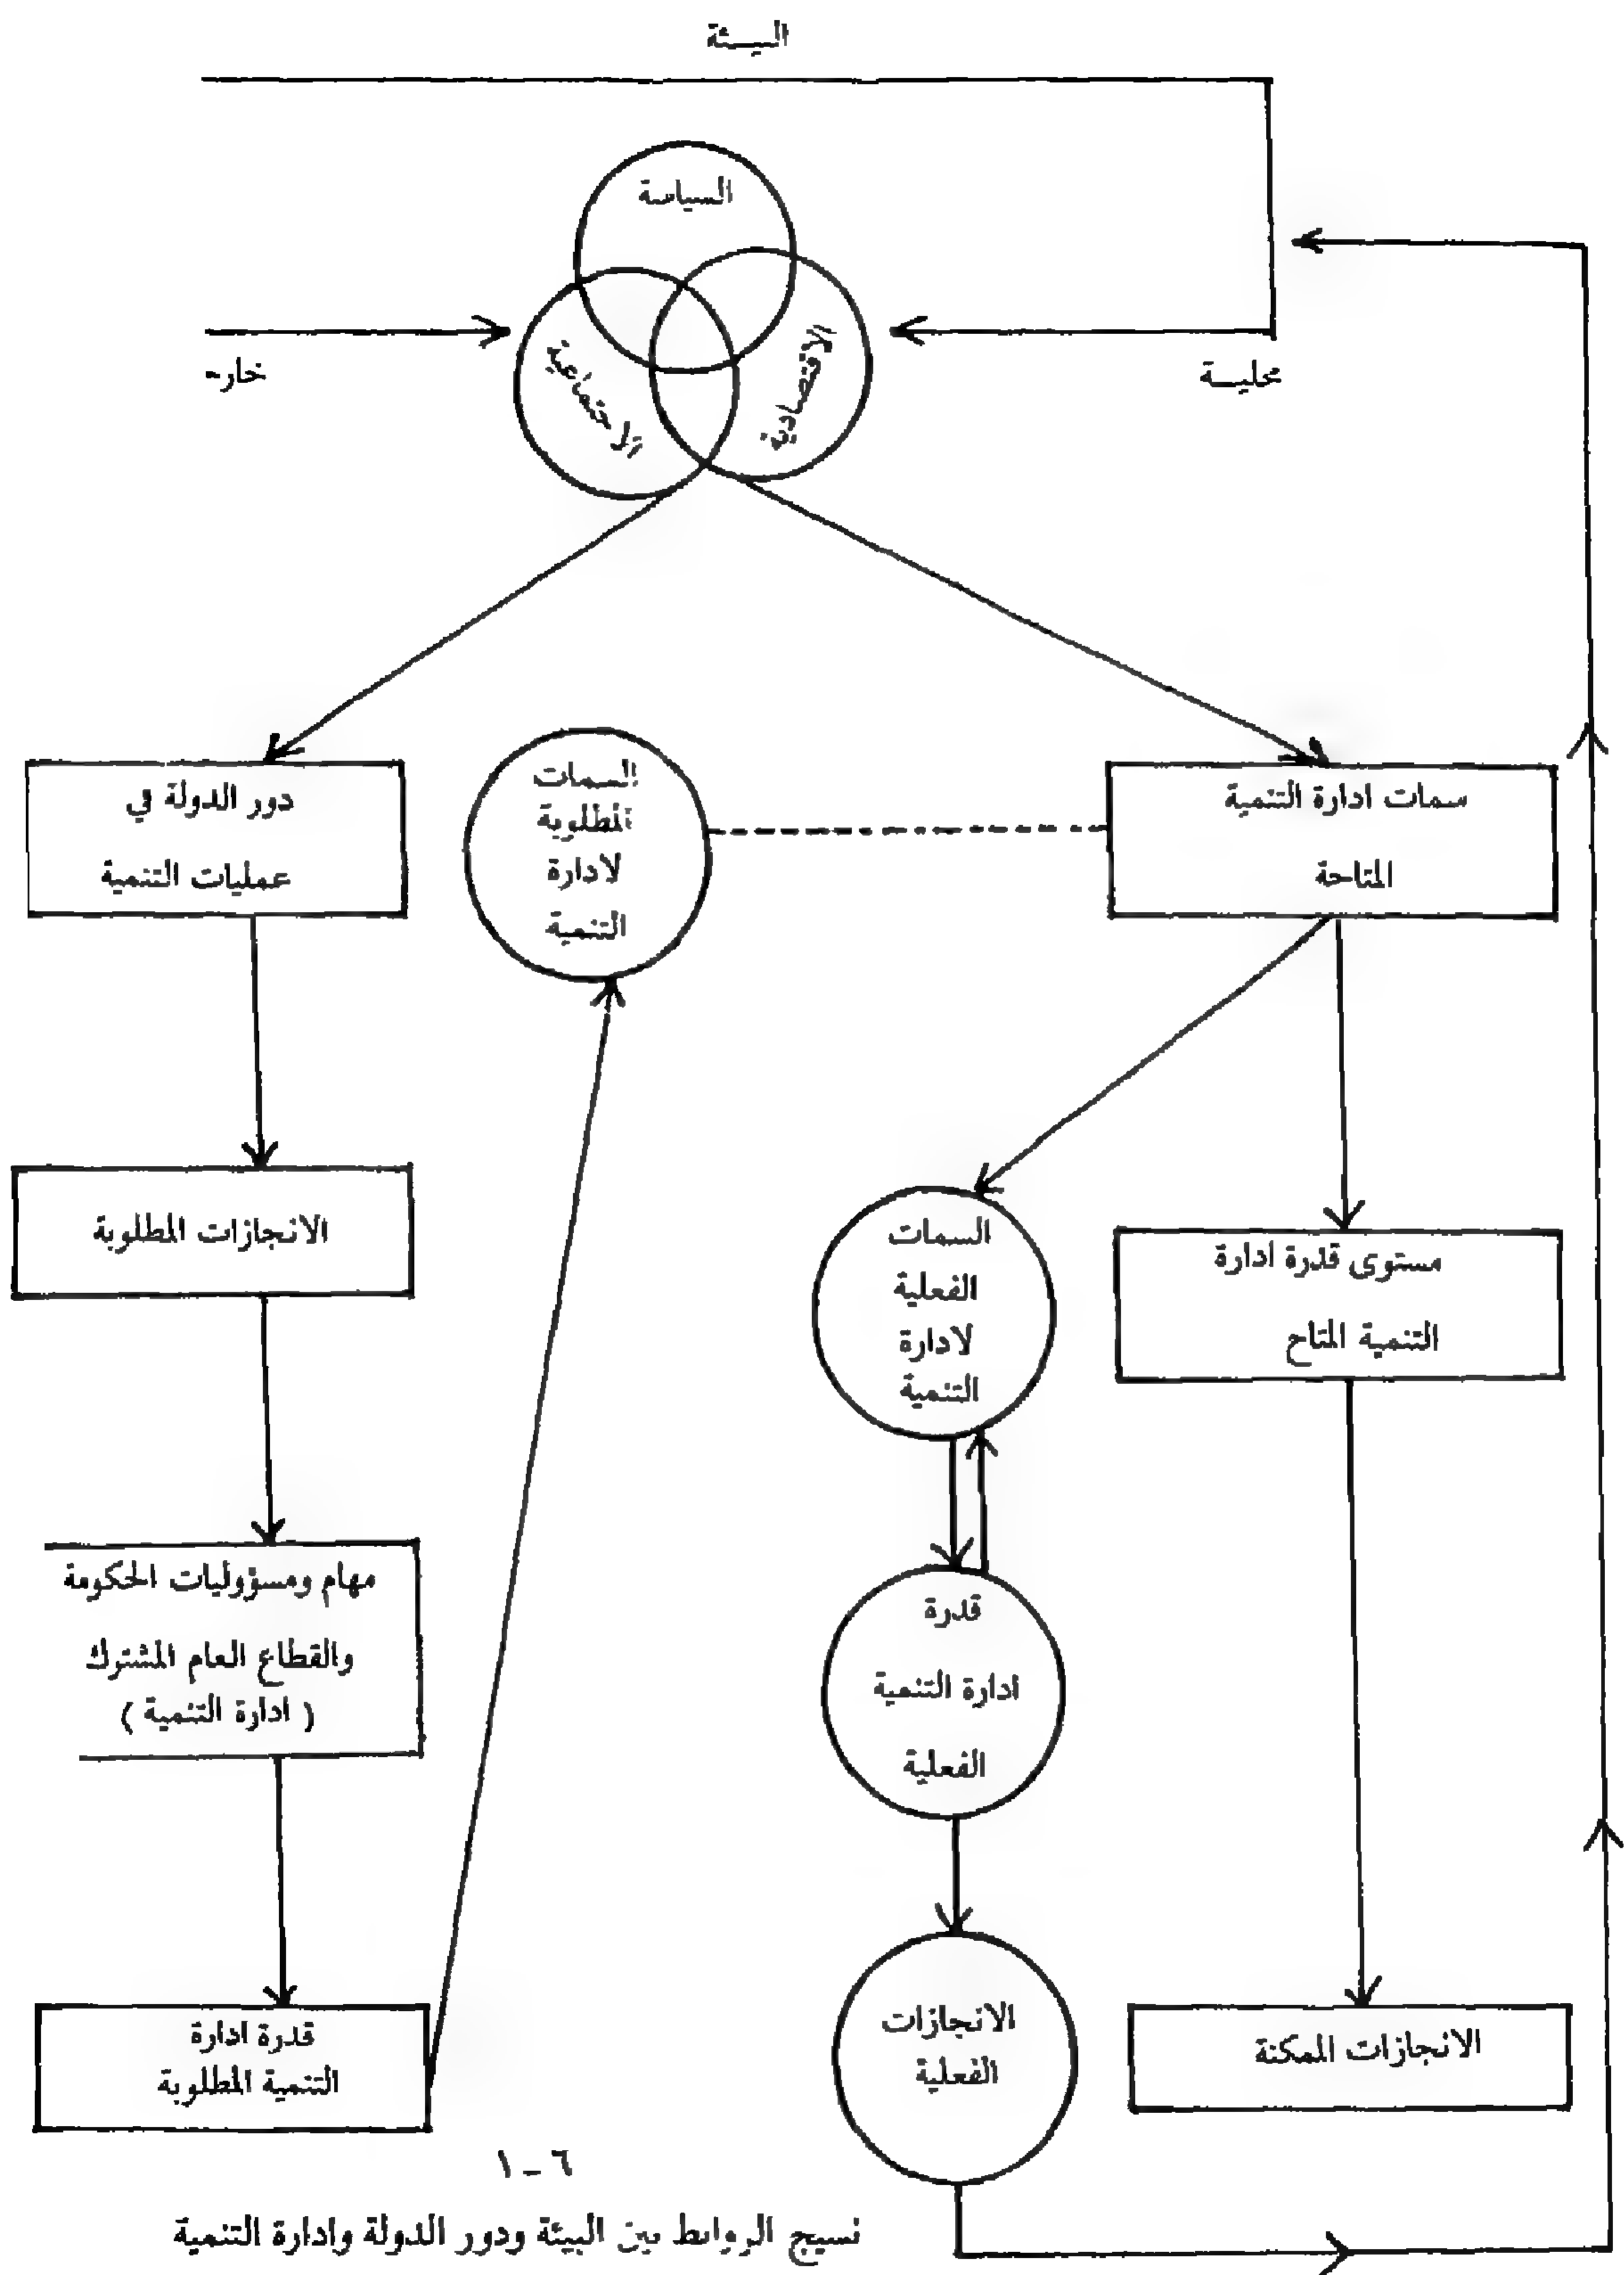 البيئة
السياسة
الاقتصادية
الاجتماعية
محلية
خارـ
سمات ادارة التنمية
المتاحة
السمات
المطلوبة
لادارة
التنمية
دور الدولة في
عمليات التنمية
مستوى قدرة ادارة
التنمية المتاح
السمات
الفعلية
لادارة
التنمية
الانجازات المطلوبة
قدرة
ادارة التنمية
الفعلية
مهام ومسؤوليات الحكومة
والقطاع العام المشترك
( ادارة التنمية )
الانجازات الممكنة
الانجازات
الفعلية
قدرة ادارة
التنمية المطلوبة
٦ - ١
نسيج الروابط بين البيئة ودور الدولة وادارة التنمية